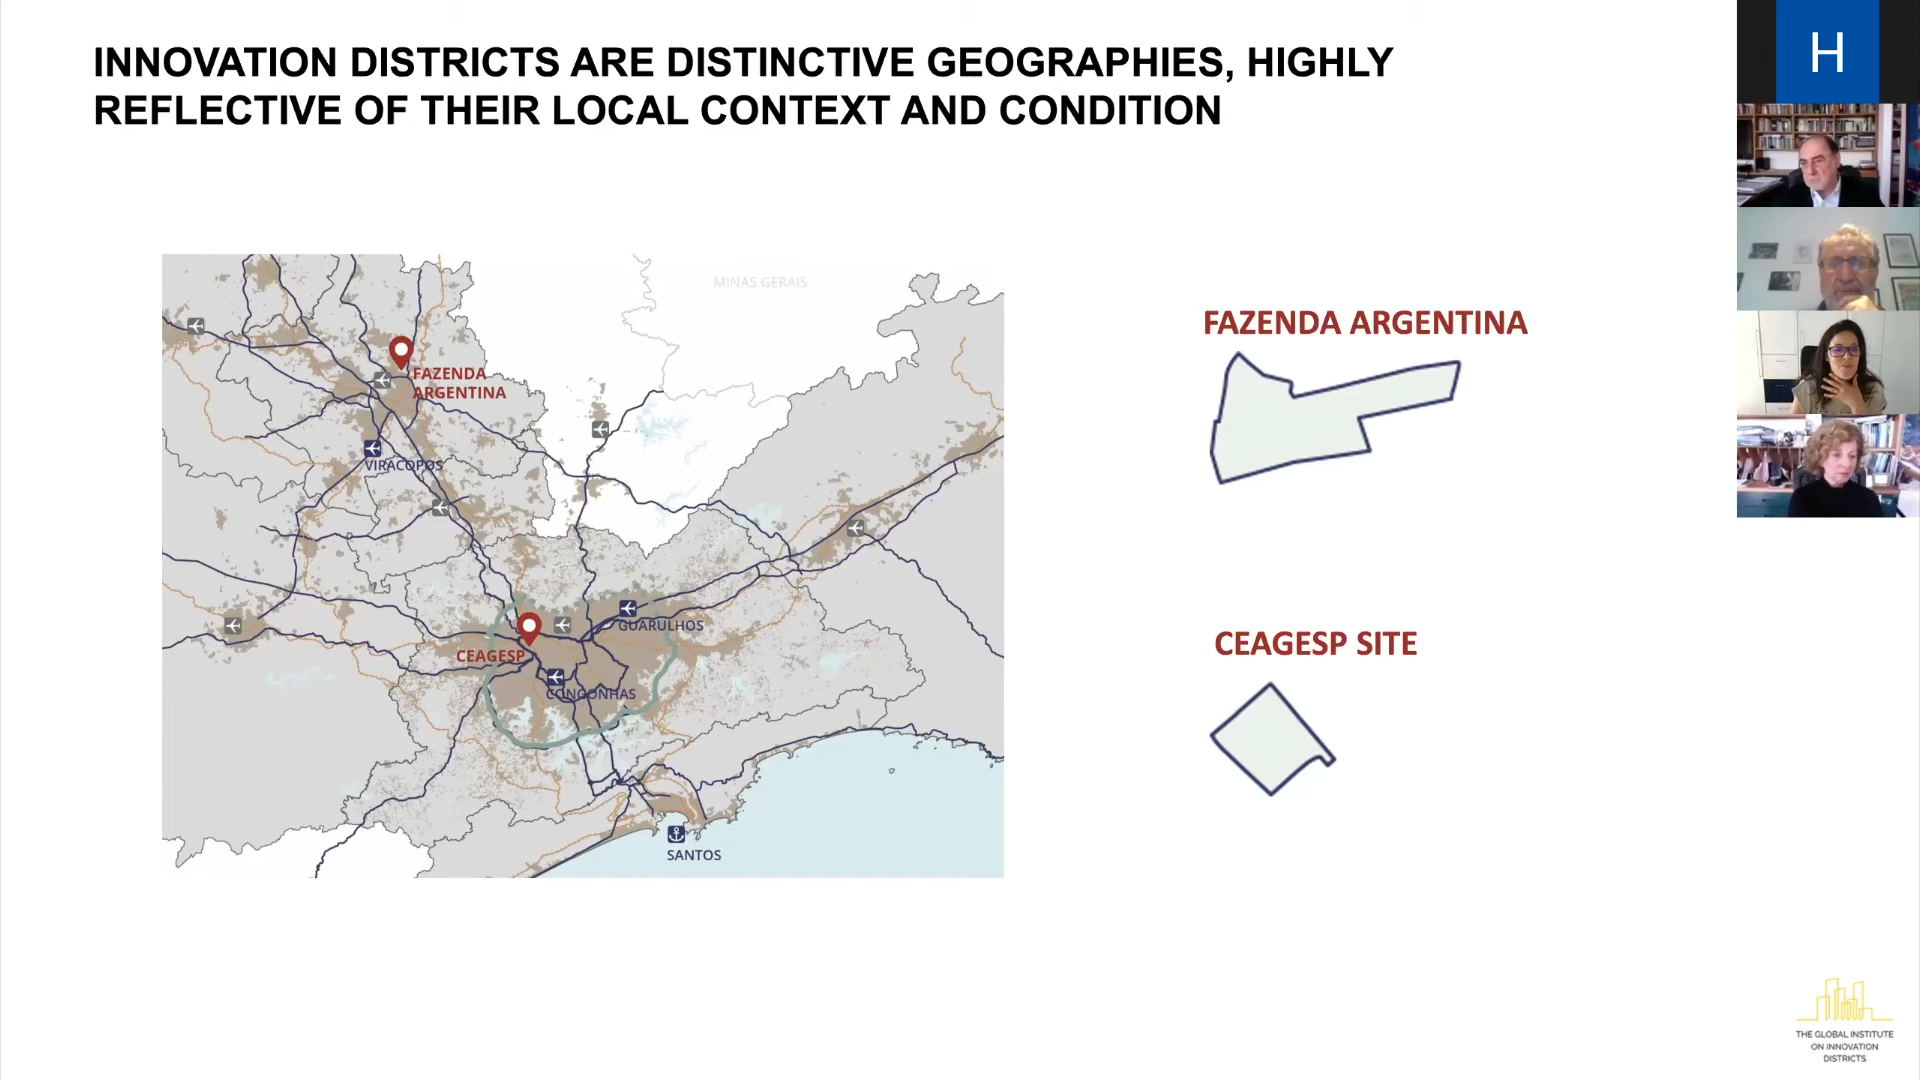 INNOVATION DISTRICTS ARE DISTINCTIVE GEOGRAPHIES, HIGHLY
REFLECTIVE OF THEIR LOCAL CONTEXT AND CONDITION
H
MINAS GERAIS
FAZENDA
ARGENTINA
VIRACOPOS
GUARULHOS
CEAGESP
CONGONHAS
SANTOS
FAZENDA ARGENTINA
CEAGESP SITE
THE GLOBAL INSTITUTE
ON INNOVATION
DISTRICTS